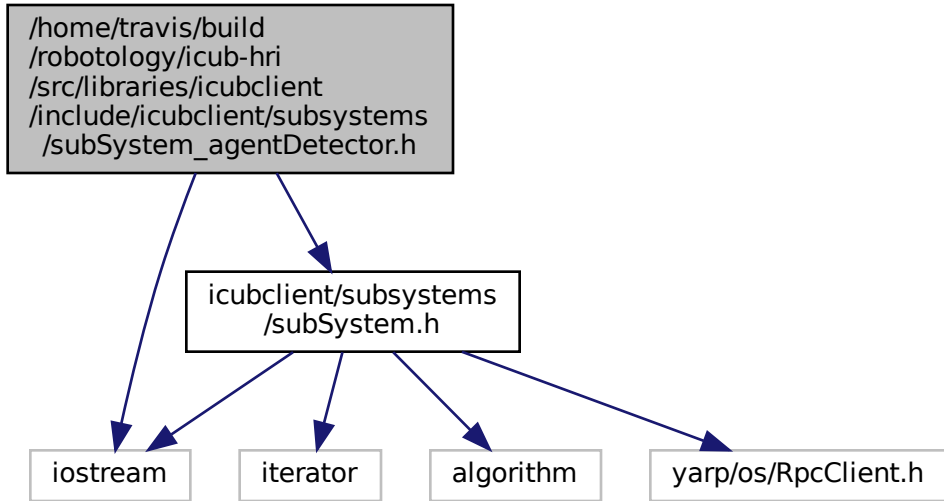 /home/travis/build
/robotology/icub-hri
/src/libraries/icubclient
/include/icubclient/subsystems
/subSystem_agentDetector.h
icubclient/subsystems
/subSystem.h
iostream
iterator
algorithm
yarp/os/RpcClient.h